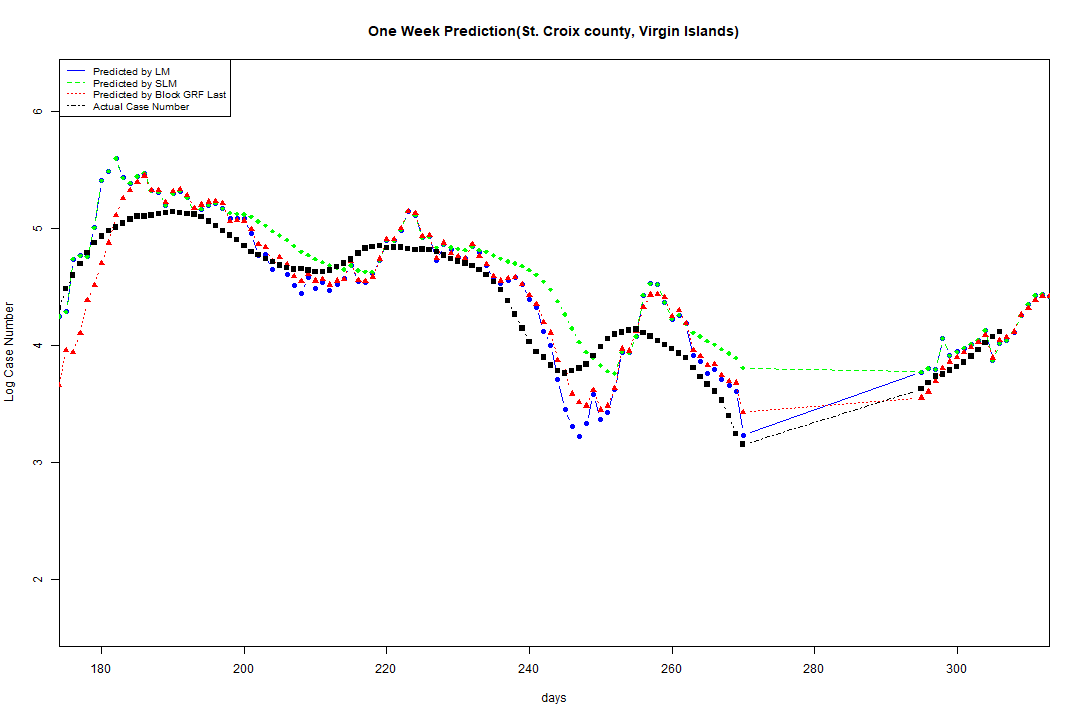 One Week Prediction(St. Croix county, Virgin Islands)
Predicted by LM
Predicted by SLM
Predicted by Block GRF Last
Actual Case Number
Log Case Number
6
5
4
3
2
180 200 220 240 260 280 300
days